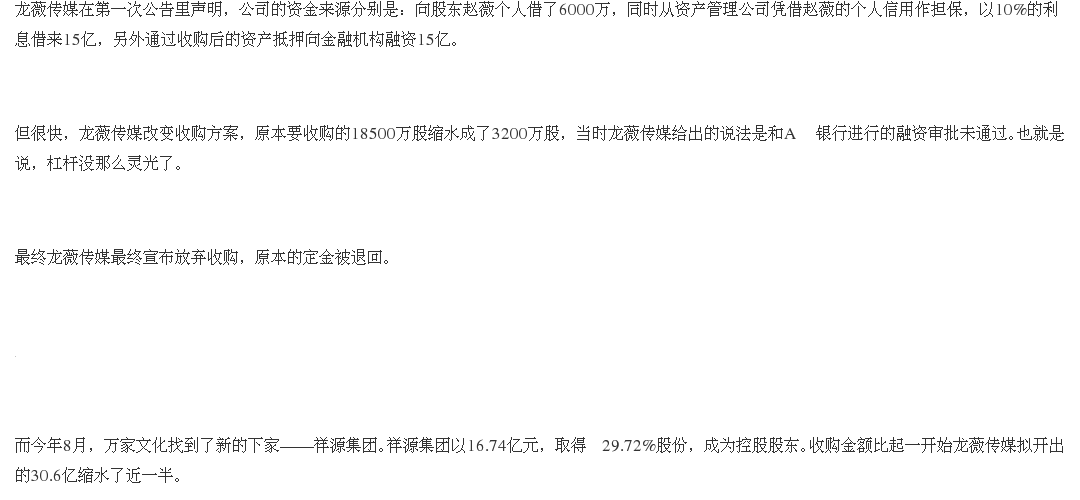 龙薇传媒在第一次公告里声明，公司的资金来源分别是：向股东赵薇个人借了6000万，同时从资产管理公司凭借赵薇的个人信用作担保，以10%的利
息借来15亿，另外通过收购后的资产抵押向金融机构融资15亿。
但很快，龙薇传媒改变收购方案，原本要收购的18500万股缩水成了3200万股，当时龙薇传媒给出的说法是和A 银行进行的融资审批未通过。也就是
说，杠杆没那么灵光了。
最终龙薇传媒最终宣布放弃收购，原本的定金被退回。
而今年8月，万家文化找到了新的下家——祥源集团。祥源集团以16.74亿元，取得 29.72%股份，成为控股股东。收购金额比起一开始龙薇传媒拟开出
的30.6亿缩水了近一半。